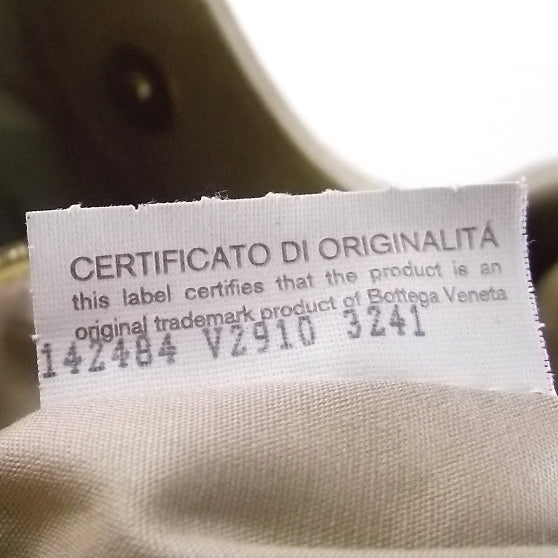 CERTIFICATO DI ORIGINALITÁ
this label certifies that the product is an
original trademark product of Bottega Veneta
142484 V2910 3241